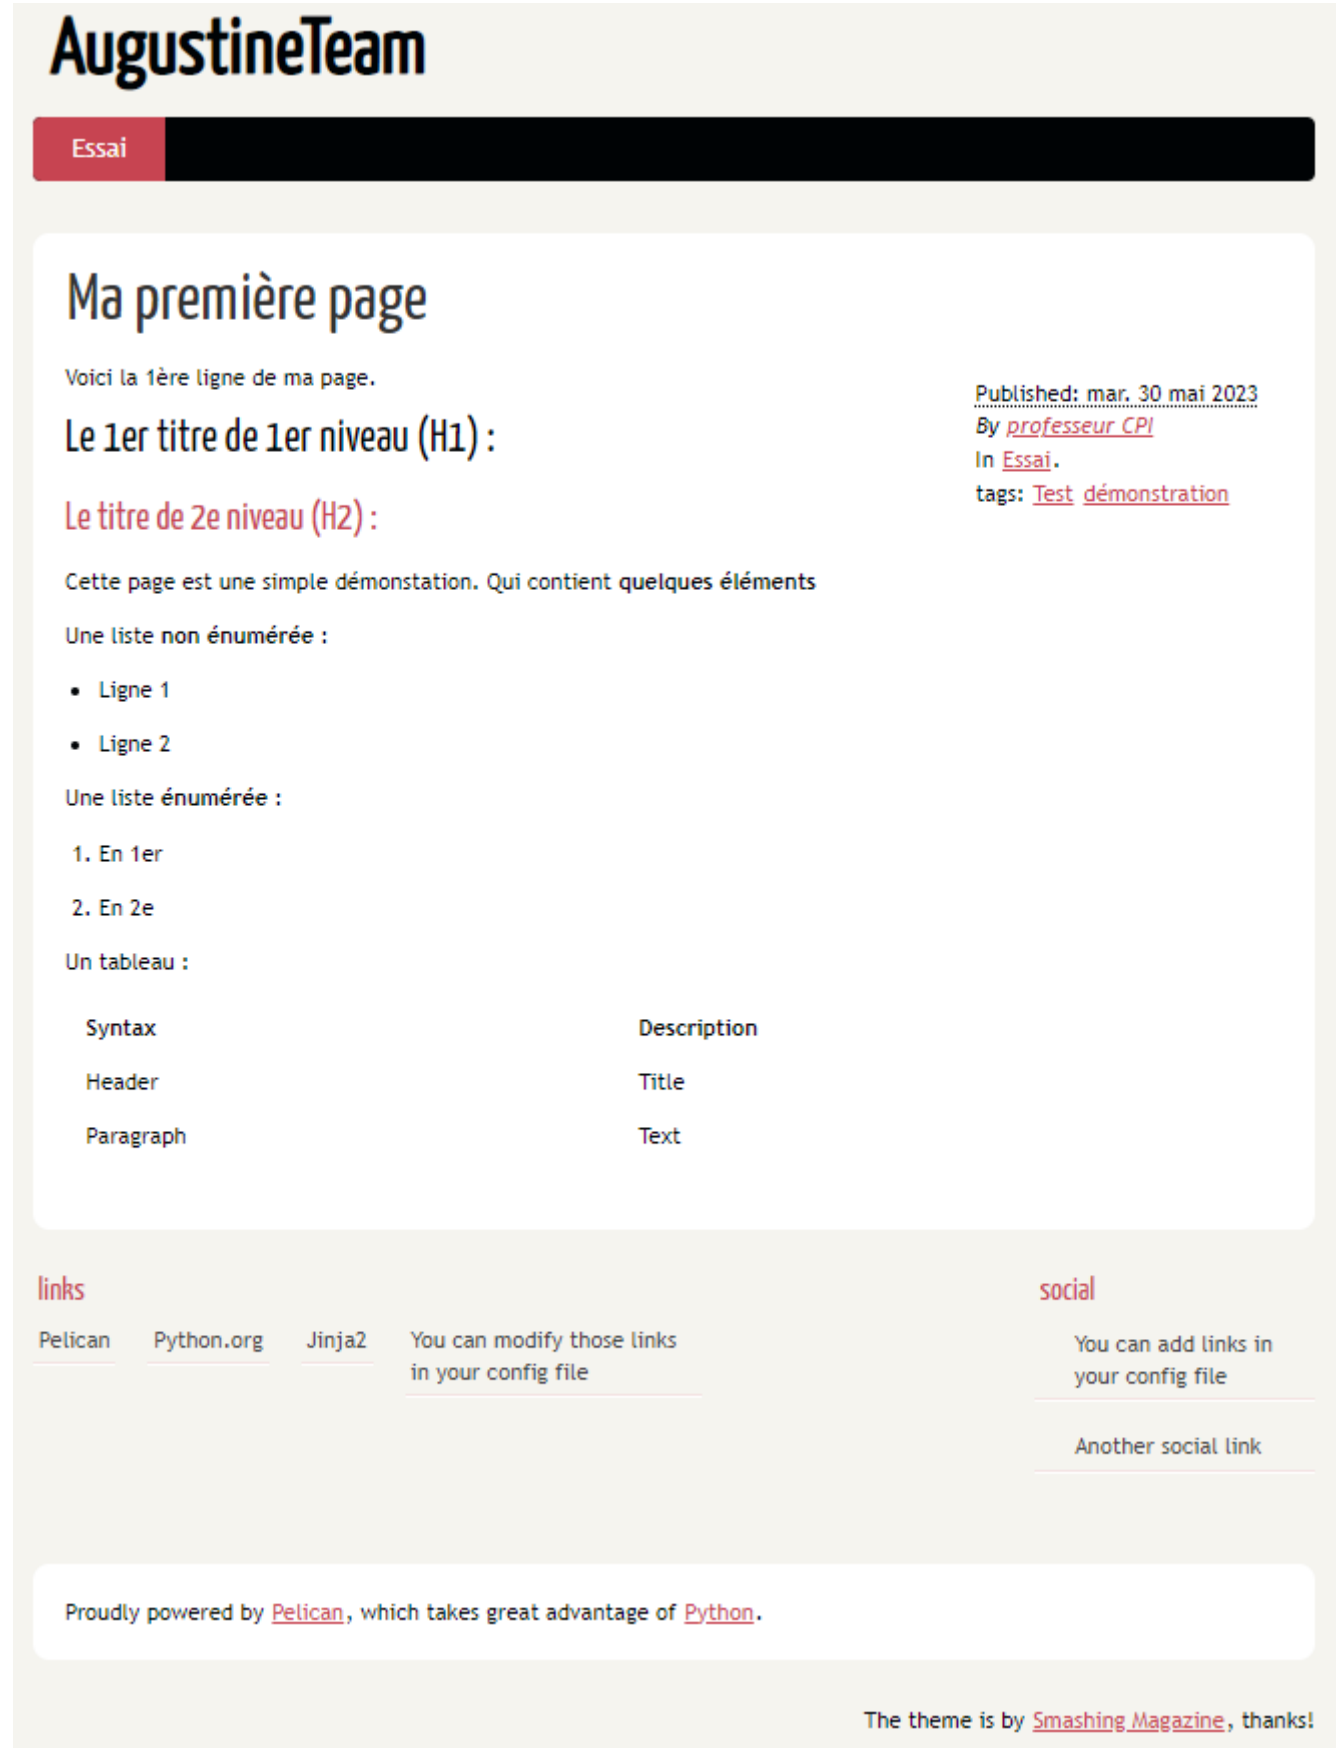 AugustineTeam
Essai
Ma première page
Voici la 1ère ligne de ma page.
Published: mar. 30 mai 2023
By professeur CPI
In Essai.
tags: Test démonstration
Le 1er titre de 1er niveau (H1) :
Le titre de 2e niveau (H2) :
Cette page est une simple démonstation. Qui contient quelques éléments
Une liste non énumérée :
• Ligne 1
• Ligne 2
Une liste énumérée :
1. En 1er
2. En 2e
Un tableau :
Syntax Description
Header Title
Paragraph Text
links
Pelican Python.org Jinja2 You can modify those links
in your config file
social
You can add links in
your config file
Another social link
Proudly powered by Pelican, which takes great advantage of Python.
The theme is by Smashing Magazine, thanks!